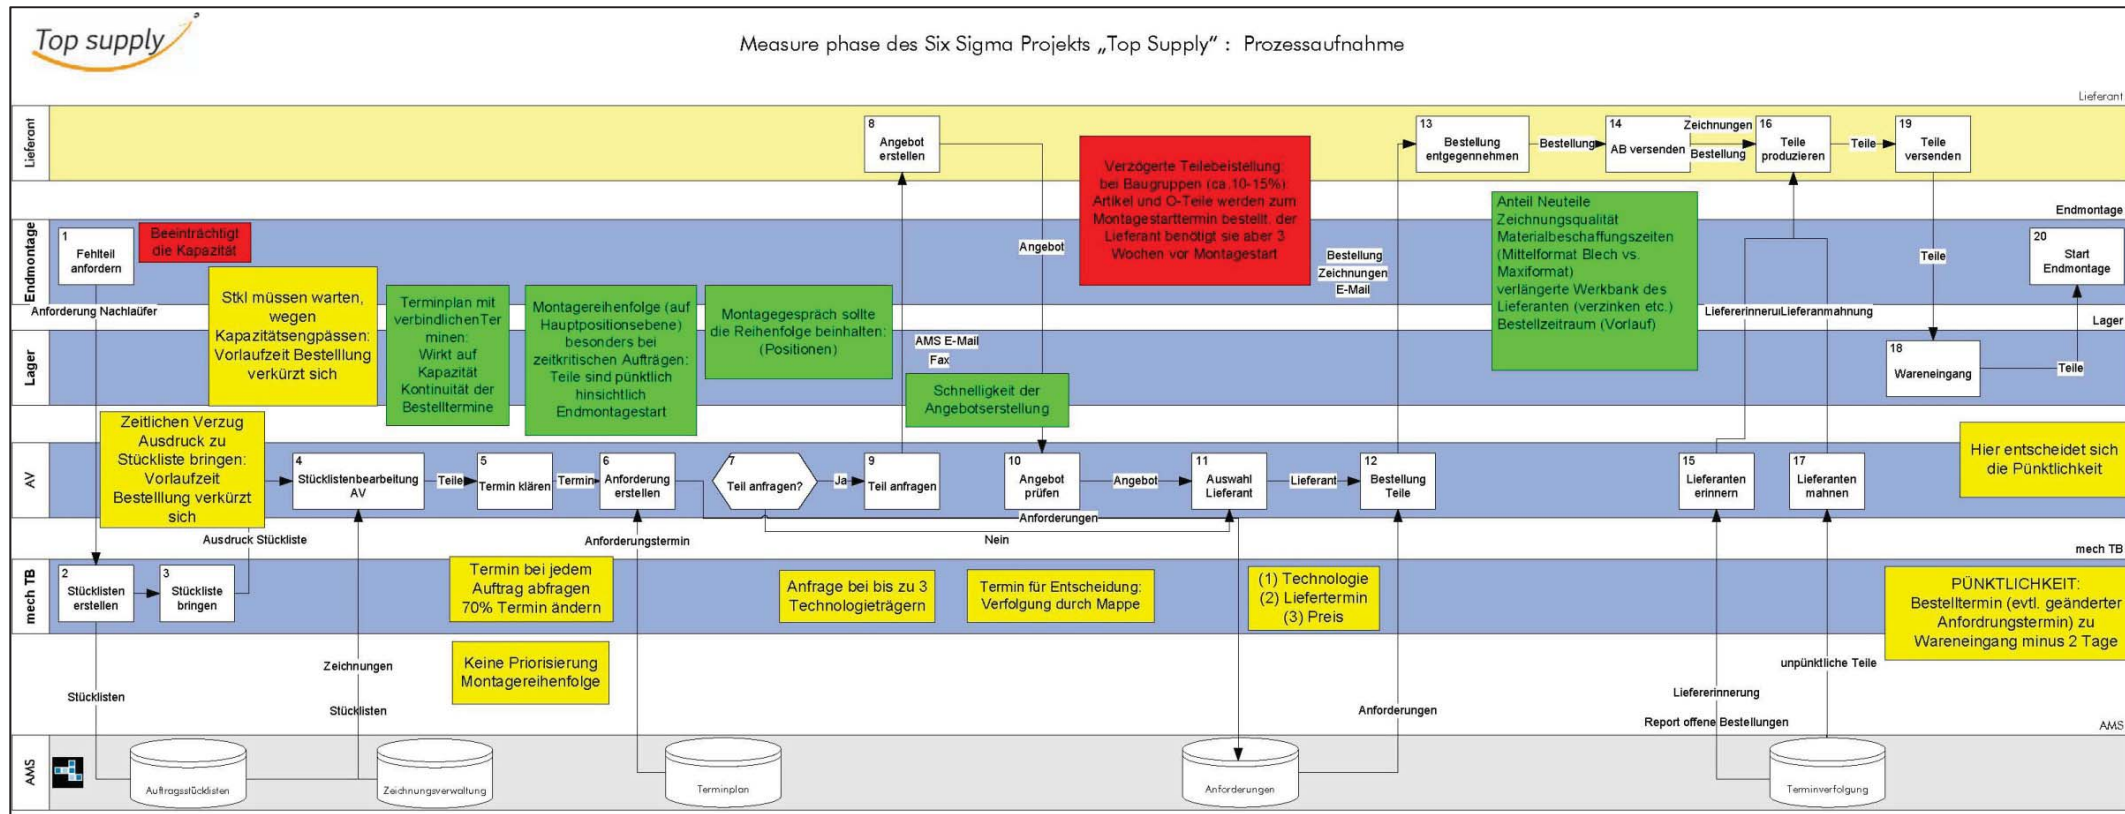 Top supply
Measure phase des Six Sigma Projekts „Top Supply“ : Prozessaufnahme
Lieferant
Lieferant
8
Angebot
erstellen
Verzögerte Teilebeistellung:
bei Baugruppen (ca.10-15%)
Artikel und O-Teile werden zum
Montagestarttermin bestellt. der
Lieferant benötigt sie aber 3
Wochen vor Montagestart
13
Bestellung
entgegennehmen
Bestellung
14
AB versenden
Zeichnungen
Bestellung
16
Teile
produzieren
Teile
19
Teile
versenden
Endmontage
Endmontage
1
Fehlteil
anfordern
Beeinträchtigt
die Kapazität
Angebot
Bestellung
Zeichnungen
E-Mail
Anteil Neuteile
Zeichnungsqualität
Materialbeschaffungszeiten
(Mittelformat Blech vs.
Maxiformat)
verlängerte Werkbank des
Lieferanten (verzinken etc.)
Bestellzeitraum (Vorlauf)
Teile
20
Start
Endmontage
Anforderung Nachläufer
Stkl müssen warten,
wegen
Kapazitätsengpässen:
Vorlaufzeit Bestelllung
verkürzt sich
Terminplan mit
verbindlichenTer
minen:
Wirkt auf
Kapazität
Kontinuität der
Bestelltermine
Montagereihenfolge (auf
Hauptpositionsebene)
besonders bei
zeitkritischen Aufträgen:
Teile sind pünktlich
hinsichtlich
Endmontagestart
Montagegespräch sollte
die Reihenfolge beinhalten:
(Positionen)
LiefererinneruLieferanmahnung
Lager
Lager
AMS E-Mail
Fax
Schnelligkeit der
Angebotserstellung
18
Wareneingang
Teile
AV
Zeitlichen Verzug
Ausdruck zu
Stückliste bringen:
Vorlaufzeit
Bestelllung verkürzt
sich
4
Stücklistenbearbeitung
AV
Teile
5
Termin klären
Termin
6
Anforderung
erstellen
7
Teil anfragen?
Ja
9
Teil anfragen
10
Angebot
prüfen
Angebot
11
Auswahl
Lieferant
Lieferant
12
Bestellung
Teile
15
Lieferanten
erinnern
17
Lieferanten
mahnen
Hier entscheidet sich
die Pünktlichkeit
Ausdruck Stückliste
Anforderungstermin
Anforderungen
Nein
mech TB
mech TB
2
Stücklisten
erstellen
3
Stückliste
bringen
Termin bei jedem
Auftrag abfragen
70% Termin ändern
Anfrage bei bis zu 3
Technologieträgern
Termin für Entscheidung:
Verfolgung durch Mappe
(1) Technologie
(2) Liefertermin
(3) Preis
PÜNKTLICHKEIT:
Bestelltermin (evtl. geänderter
Anfordrungstermin) zu
Wareneingang minus 2 Tage
Keine Priorisierung
Montagereihenfolge
Zeichnungen
unpünktliche Teile
Stücklisten
Stücklisten
Anforderungen
Liefererinnerung
Report offene Bestellungen
AMS
AMS
Auftragsstücklisten
Zeichnungsverwaltung
Terminplan
Anforderungen
Terminverfolgung